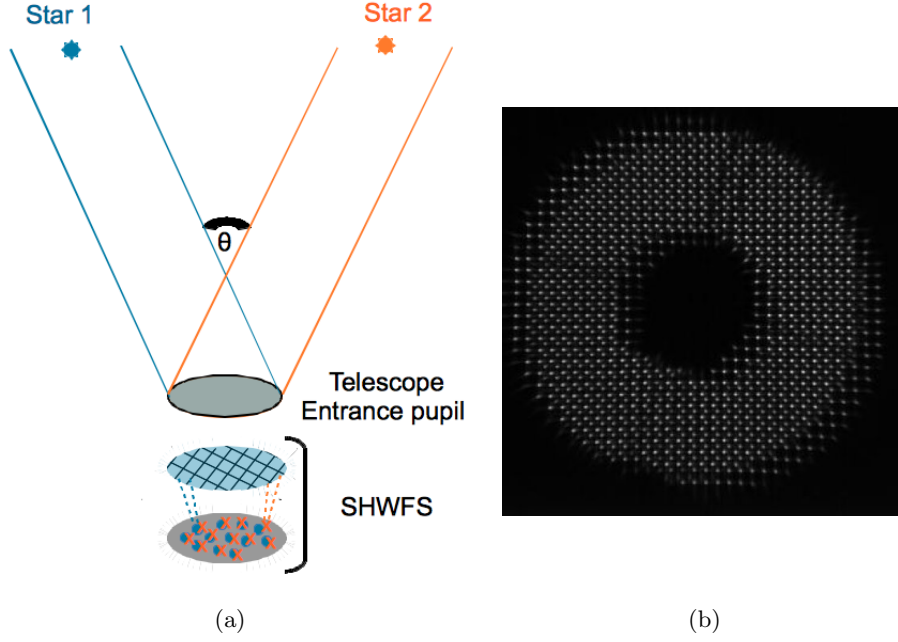 Star 1
Star 2
θ
Telescope
Entrance pupil
SHWFS
(a)
(b)